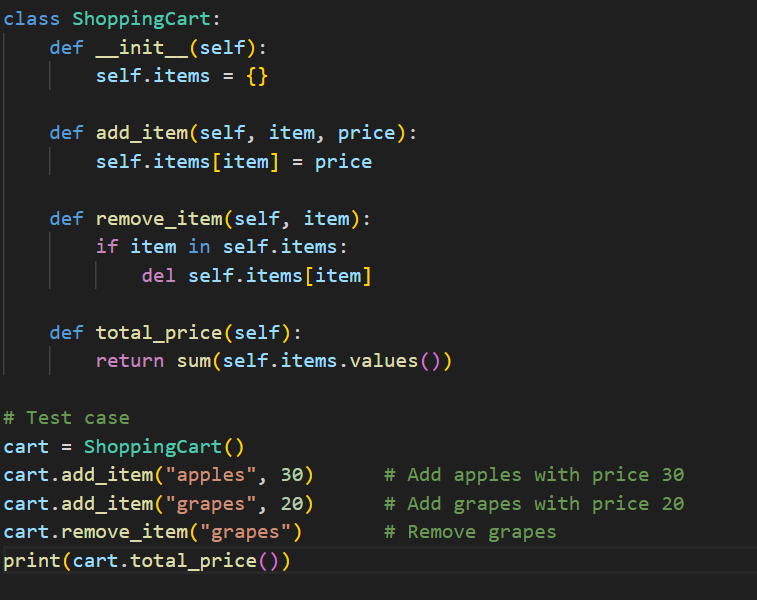 class ShoppingCart:
    def __init__(self):
        self.items = {}

    def add_item(self, item, price):
        self.items[item] = price

    def remove_item(self, item):
        if item in self.items:
            del self.items[item]

    def total_price(self):
        return sum(self.items.values())

# Test case
cart = ShoppingCart()
cart.add_item("apples", 30)      # Add apples with price 30
cart.add_item("grapes", 20)      # Add grapes with price 20
cart.remove_item("grapes")       # Remove grapes
print(cart.total_price())